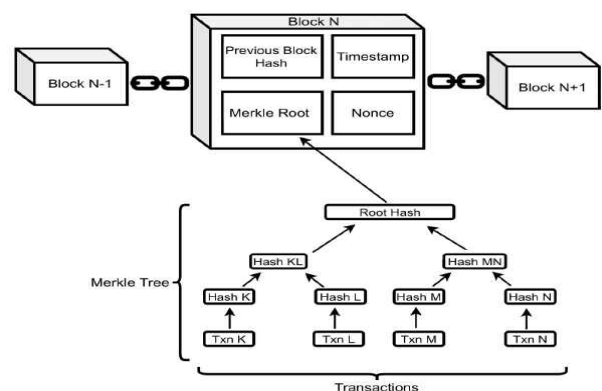 Block N
Previous Block
Hash
Timestamp
Block N-1
Block N+1
Merkle Root
Nonce
Root Hash
Hash KL
Hash MN
Merkle Tree
Hash K
Hash L
Hash M
Hash N
Txn K
Txn L
Txn M
Txn N
Transactions